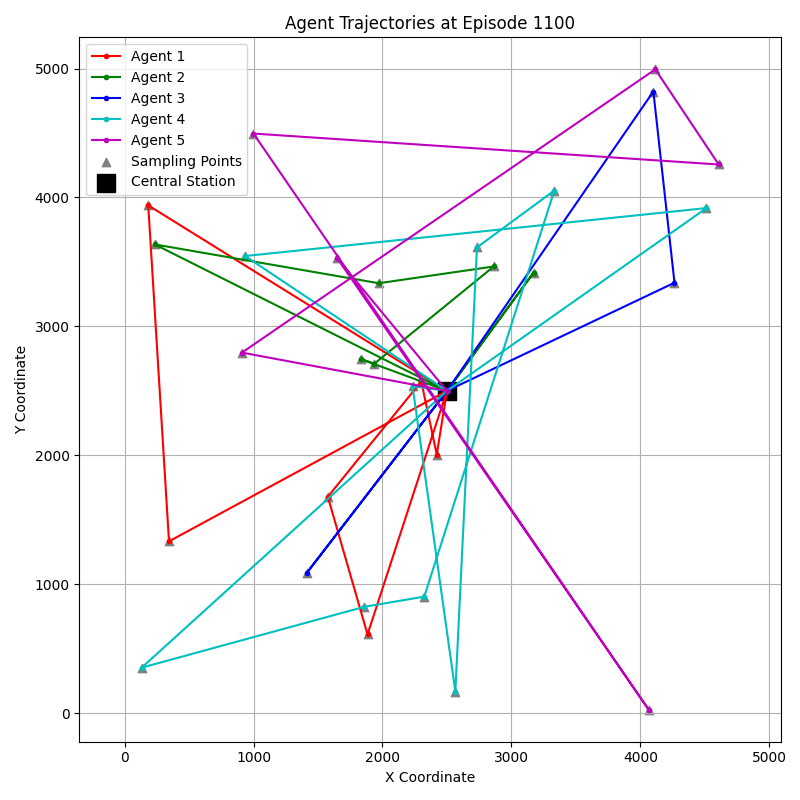 Agent Trajectories at Episode 1100
Agent 1
Agent 2
Agent 3
Agent 4
Agent 5
Sampling Points
Central Station
5000
4000
3000
2000
1000
0
Y Coordinate
0 1000 2000 3000 4000 5000
X Coordinate